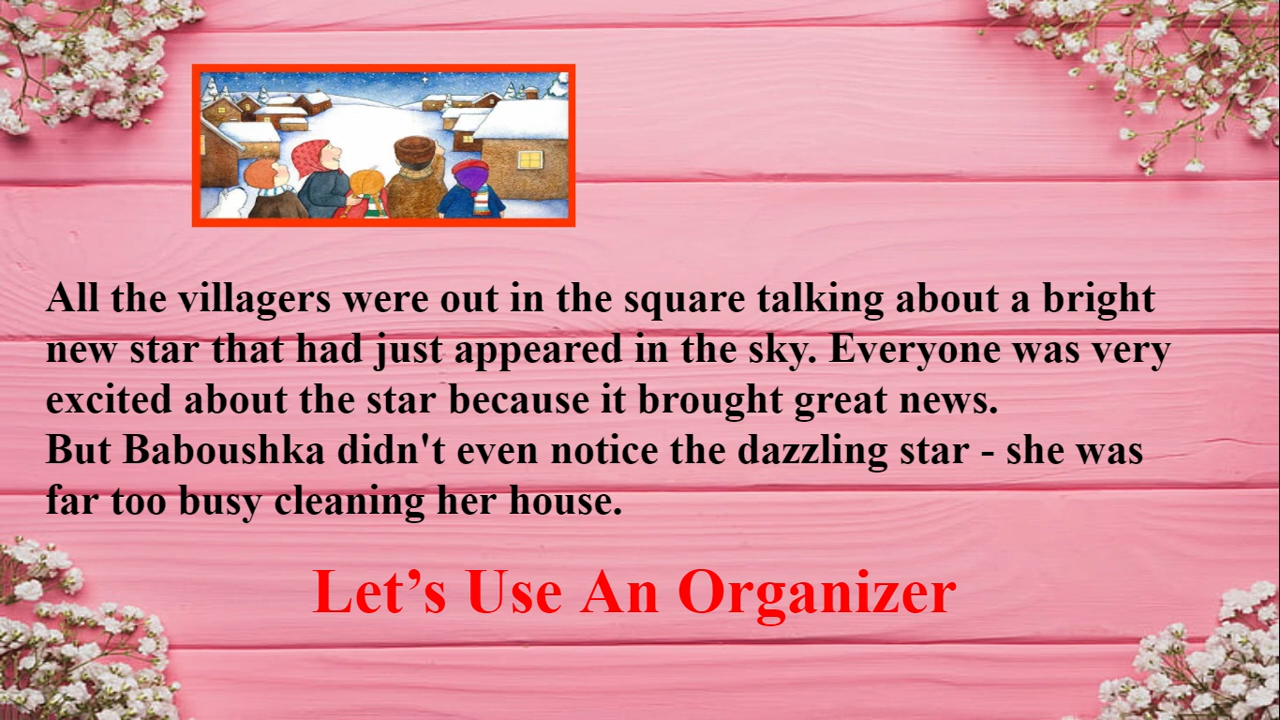 All the villagers were out in the square talking about a bright
new star that had just appeared in the sky. Everyone was very
excited about the star because it brought great news.
But Baboushka didn't even notice the dazzling star - she was
far too busy cleaning her house.
Let’s Use An Organizer